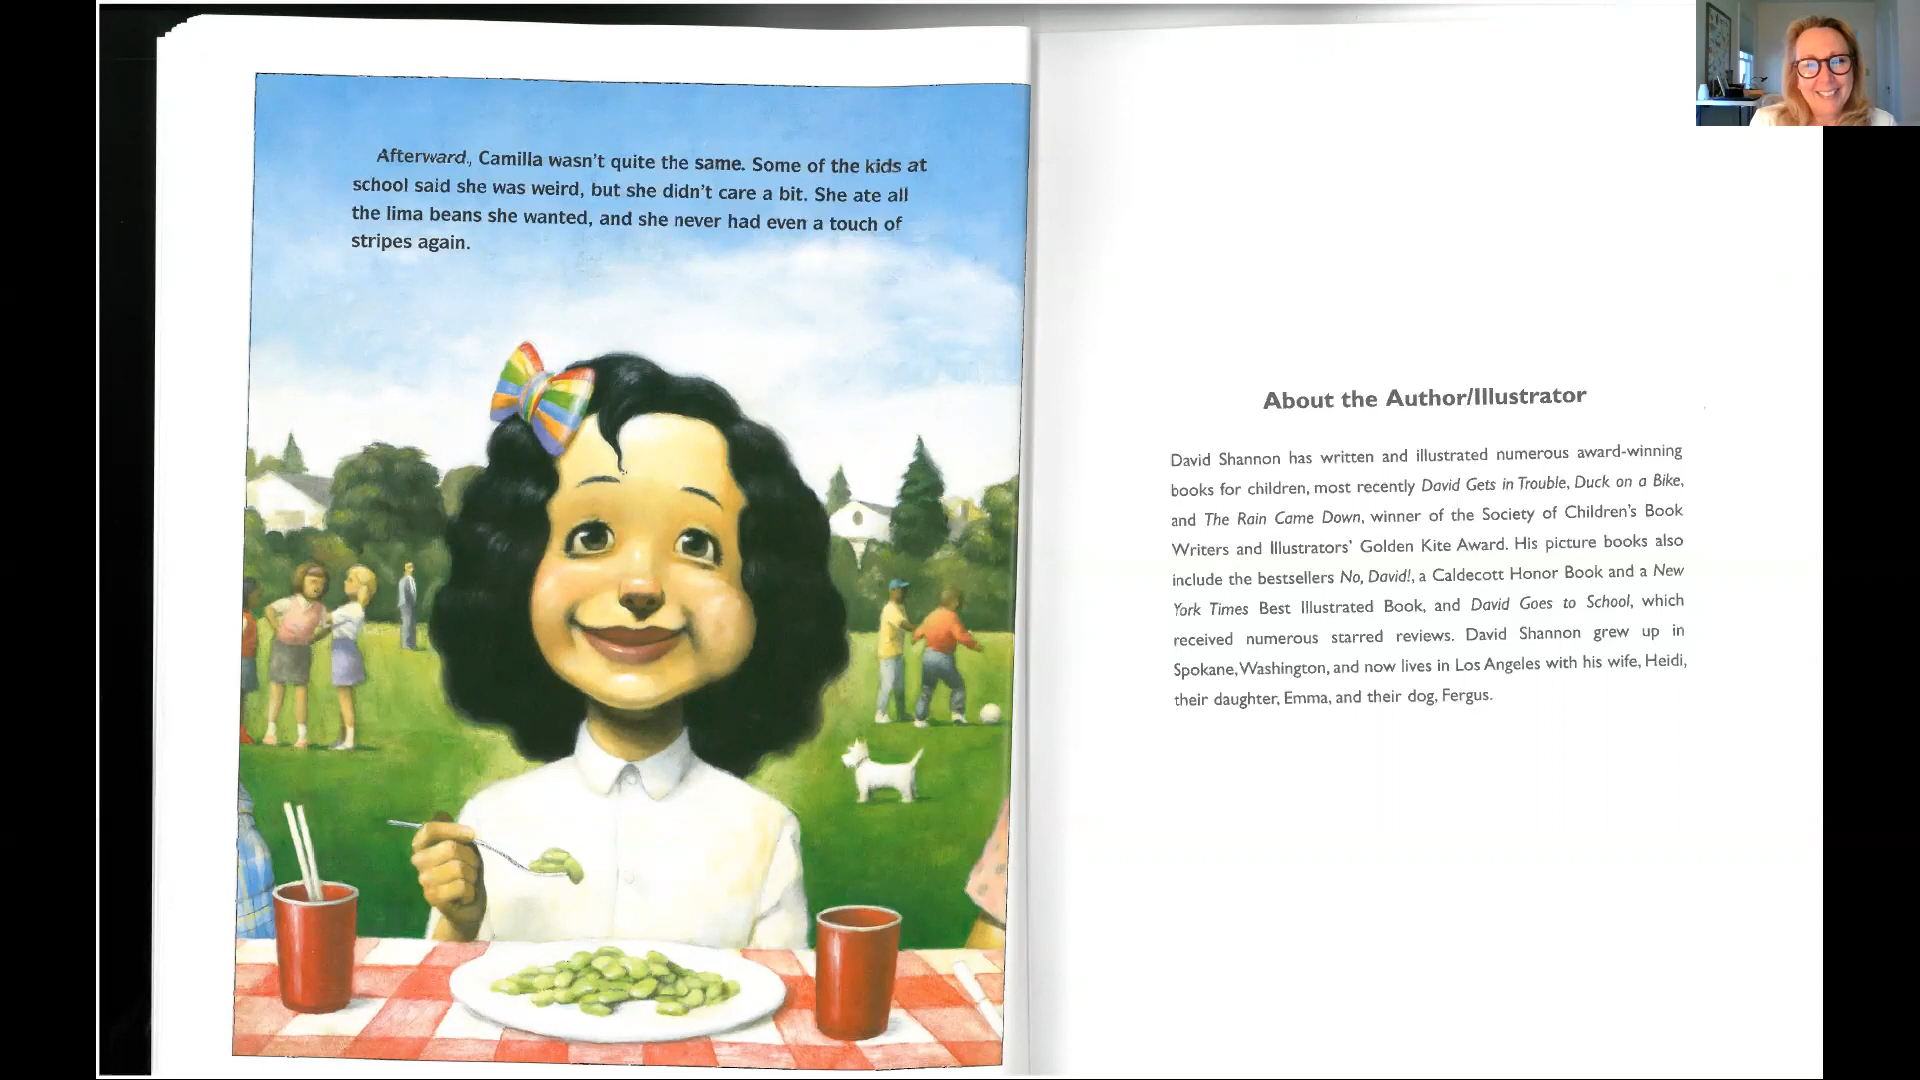 Afterward, Camilla wasn't quite the same. Some of the kids at
school said she was weird, but she didn't care a bit. She ate all
the lima beans she wanted, and she never had even a touch of
stripes again.
About the Author/Illustrator
David Shannon has written and illustrated numerous award-winning
books for children, most recently David Gets in Trouble, Duck on a Bike,
and The Rain Came Down, winner of the Society of Children's Book
Writers and Illustrators' Golden Kite Award. His picture books also
include the bestsellers No, David!, a Caldecott Honor Book and a New
York Times Best Illustrated Book, and David Goes to School, which
received numerous starred reviews. David Shannon grew up in
Spokane, Washington, and now lives in Los Angeles with his wife, Heidi,
their daughter, Emma, and their dog, Fergus.